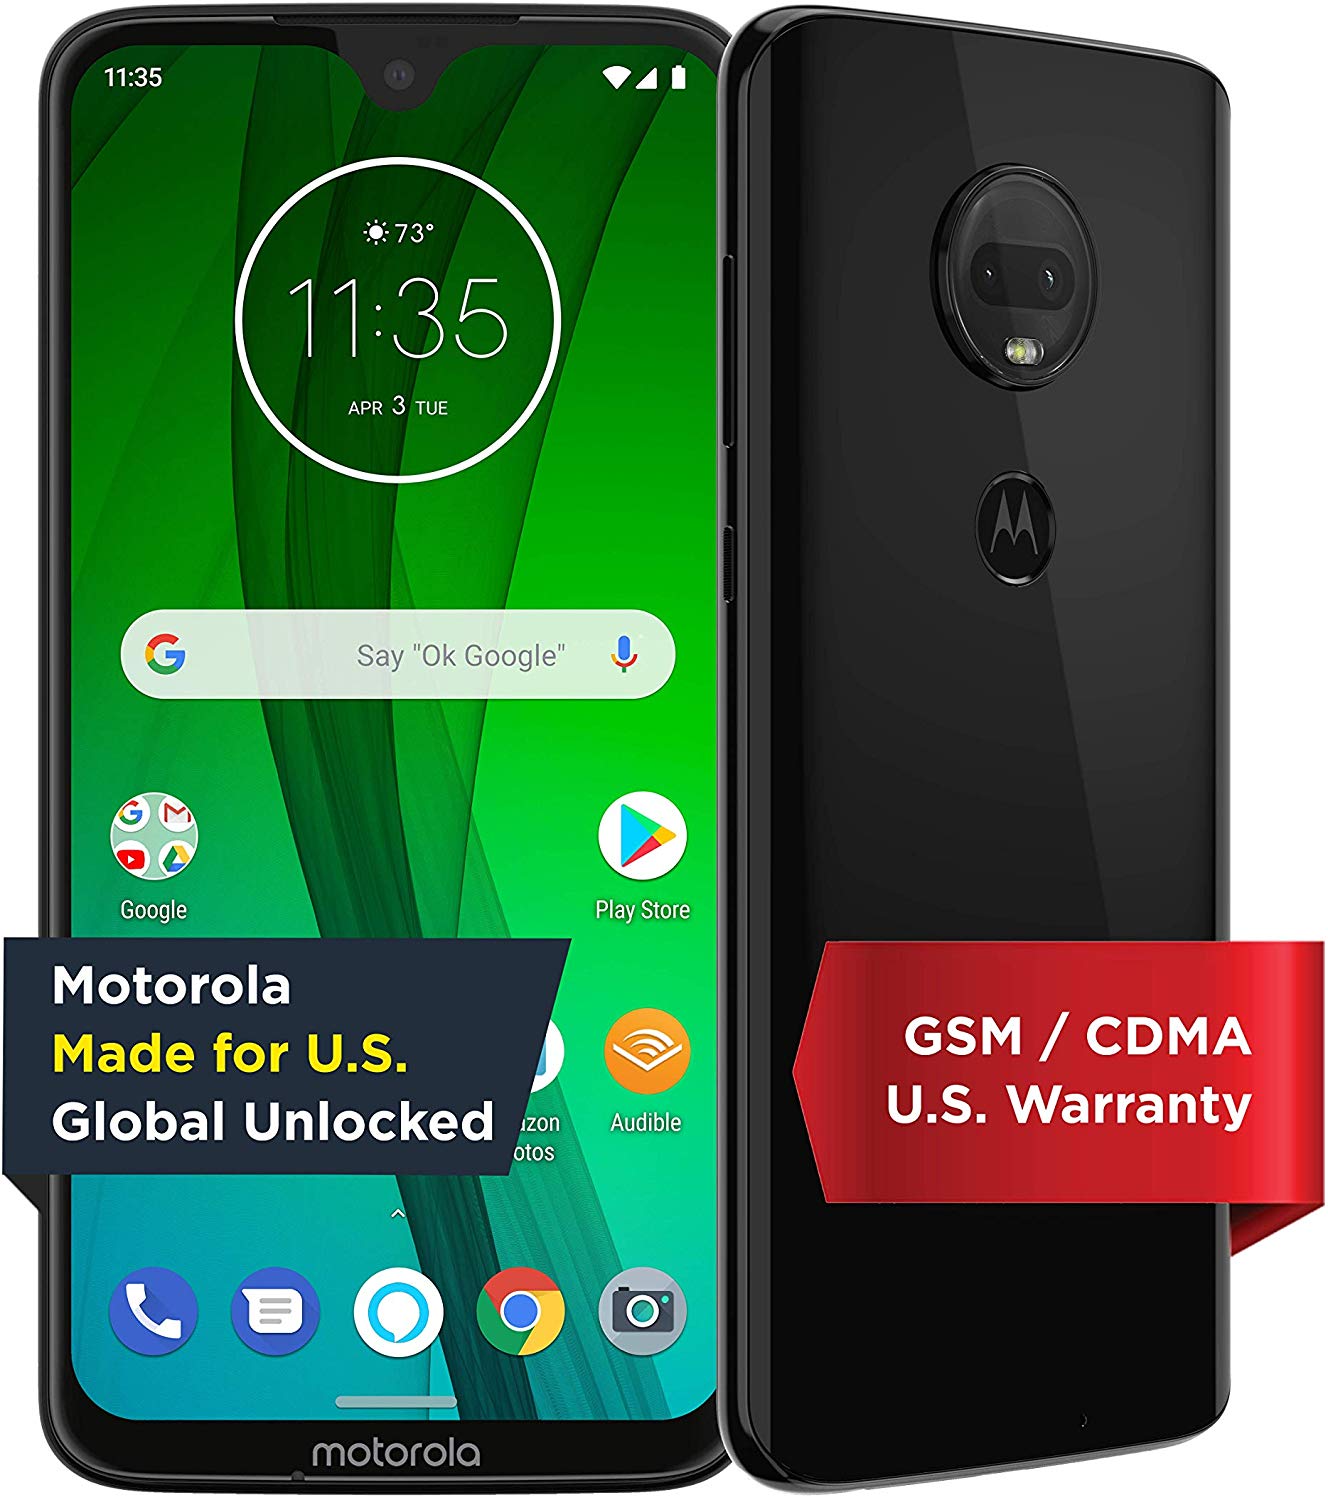 11:35
73°
11:35
APR 3 TUE
Say "Ok Google"
Google
Play Store
Motorola
Made for U.S.
Global Unlocked
Audible
GSM / CDMA
U.S. Warranty
motorola